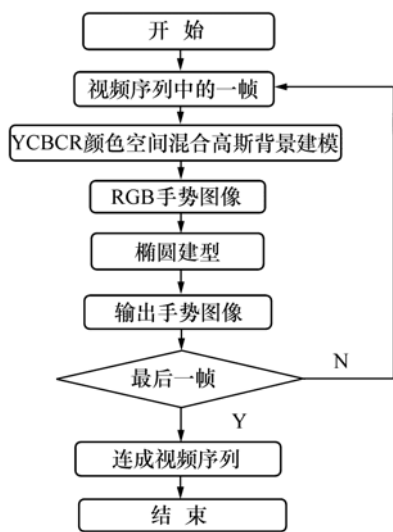 开 始
视频序列中的一帧
YCBCR颜色空间混合高斯背景建模
RGB手势图像
椭圆建型
输出手势图像
最后一帧
N
Y
连成视频序列
结 束